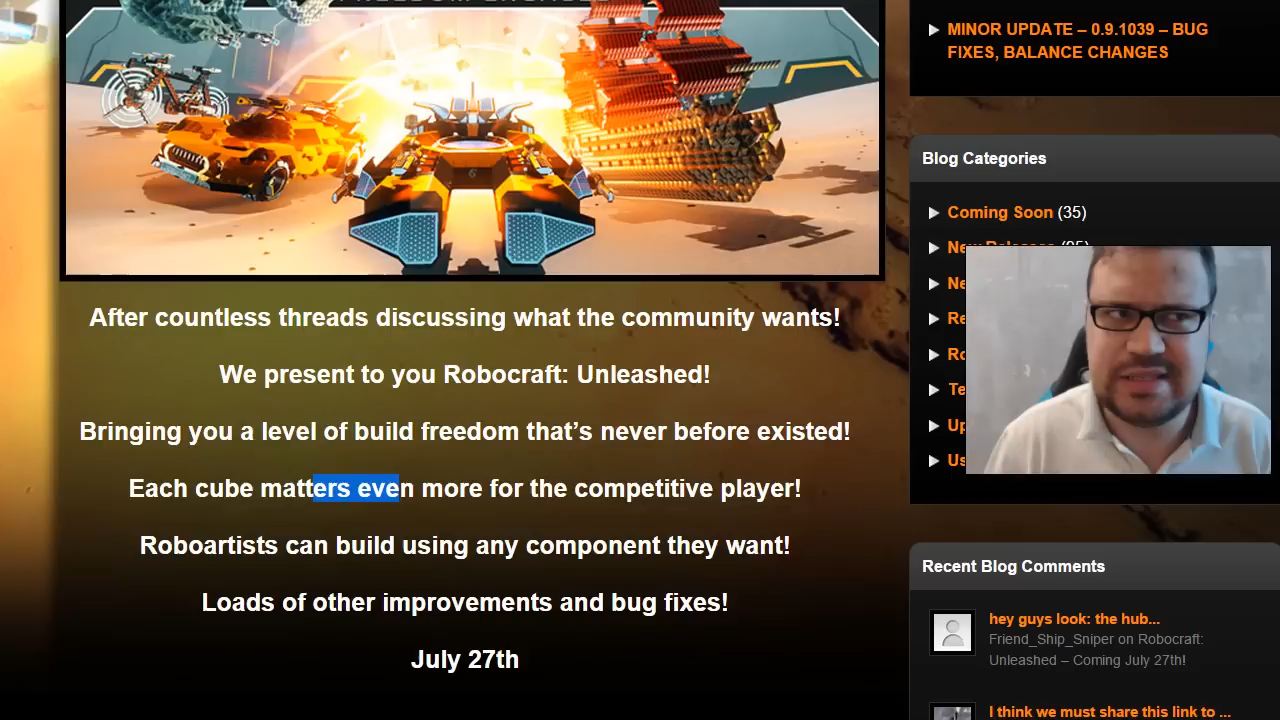 MINOR UPDATE – 0.9.1039 – BUG
FIXES, BALANCE CHANGES
Blog Categories
Coming Soon (35)
After countless threads discussing what the community wants!
We present to you Robocraft: Unleashed!
Bringing you a level of build freedom that’s never before existed!
Each cube matters even more for the competitive player!
Roboartists can build using any component they want!
Loads of other improvements and bug fixes!
July 27th
Recent Blog Comments
hey guys look: the hub...
Friend_Ship_Sniper on Robocraft:
Unleashed – Coming July 27th!
I think we must share this link to ...